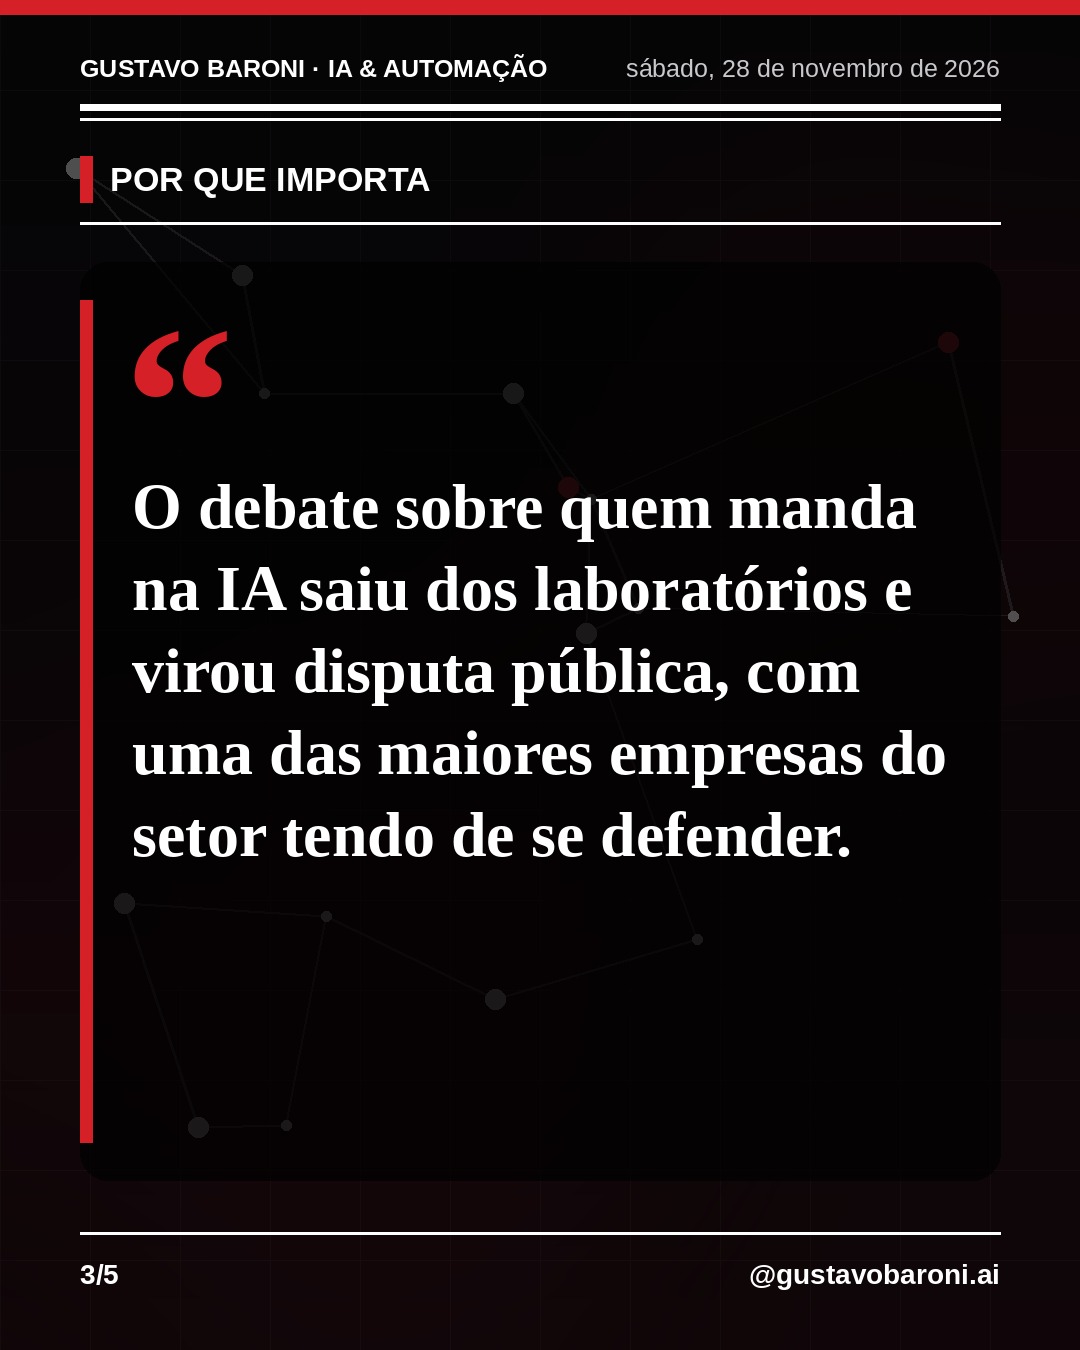 GUSTAVO BARONI · IA & AUTOMAÇÃO
sábado, 28 de novembro de 2026
POR QUE IMPORTA
“
O debate sobre quem manda
na IA saiu dos laboratórios e
virou disputa pública, com
uma das maiores empresas do
setor tendo de se defender.
3/5
@gustavobaroni.ai